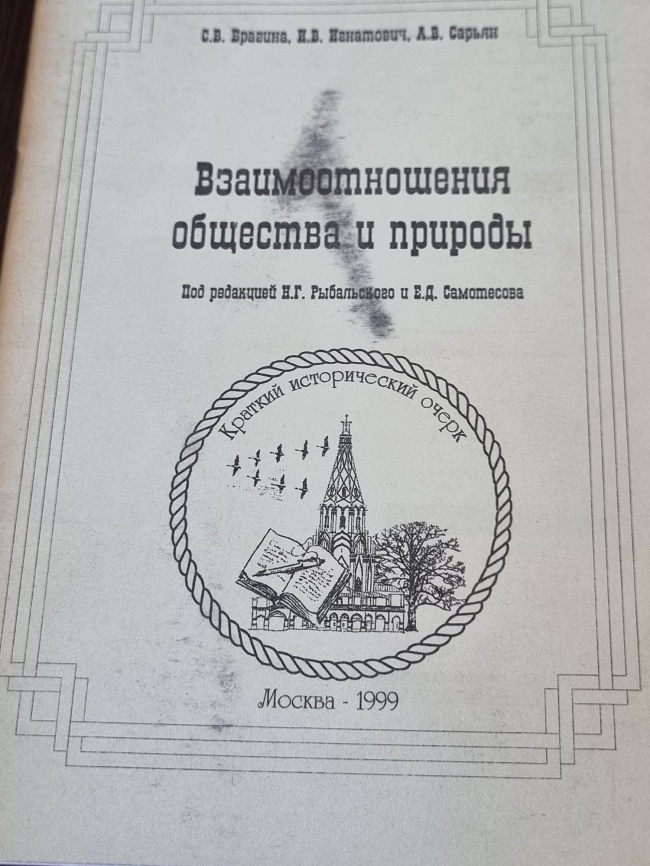 С.В. Брагина, И.В. Игнатович, А.В. Сарьян
Взаимоотношения
общества и природы
Под редакцией Н.Г. Рыбальского и Е.Д. Самотесова
Краткий исторический очерк
Москва - 1999